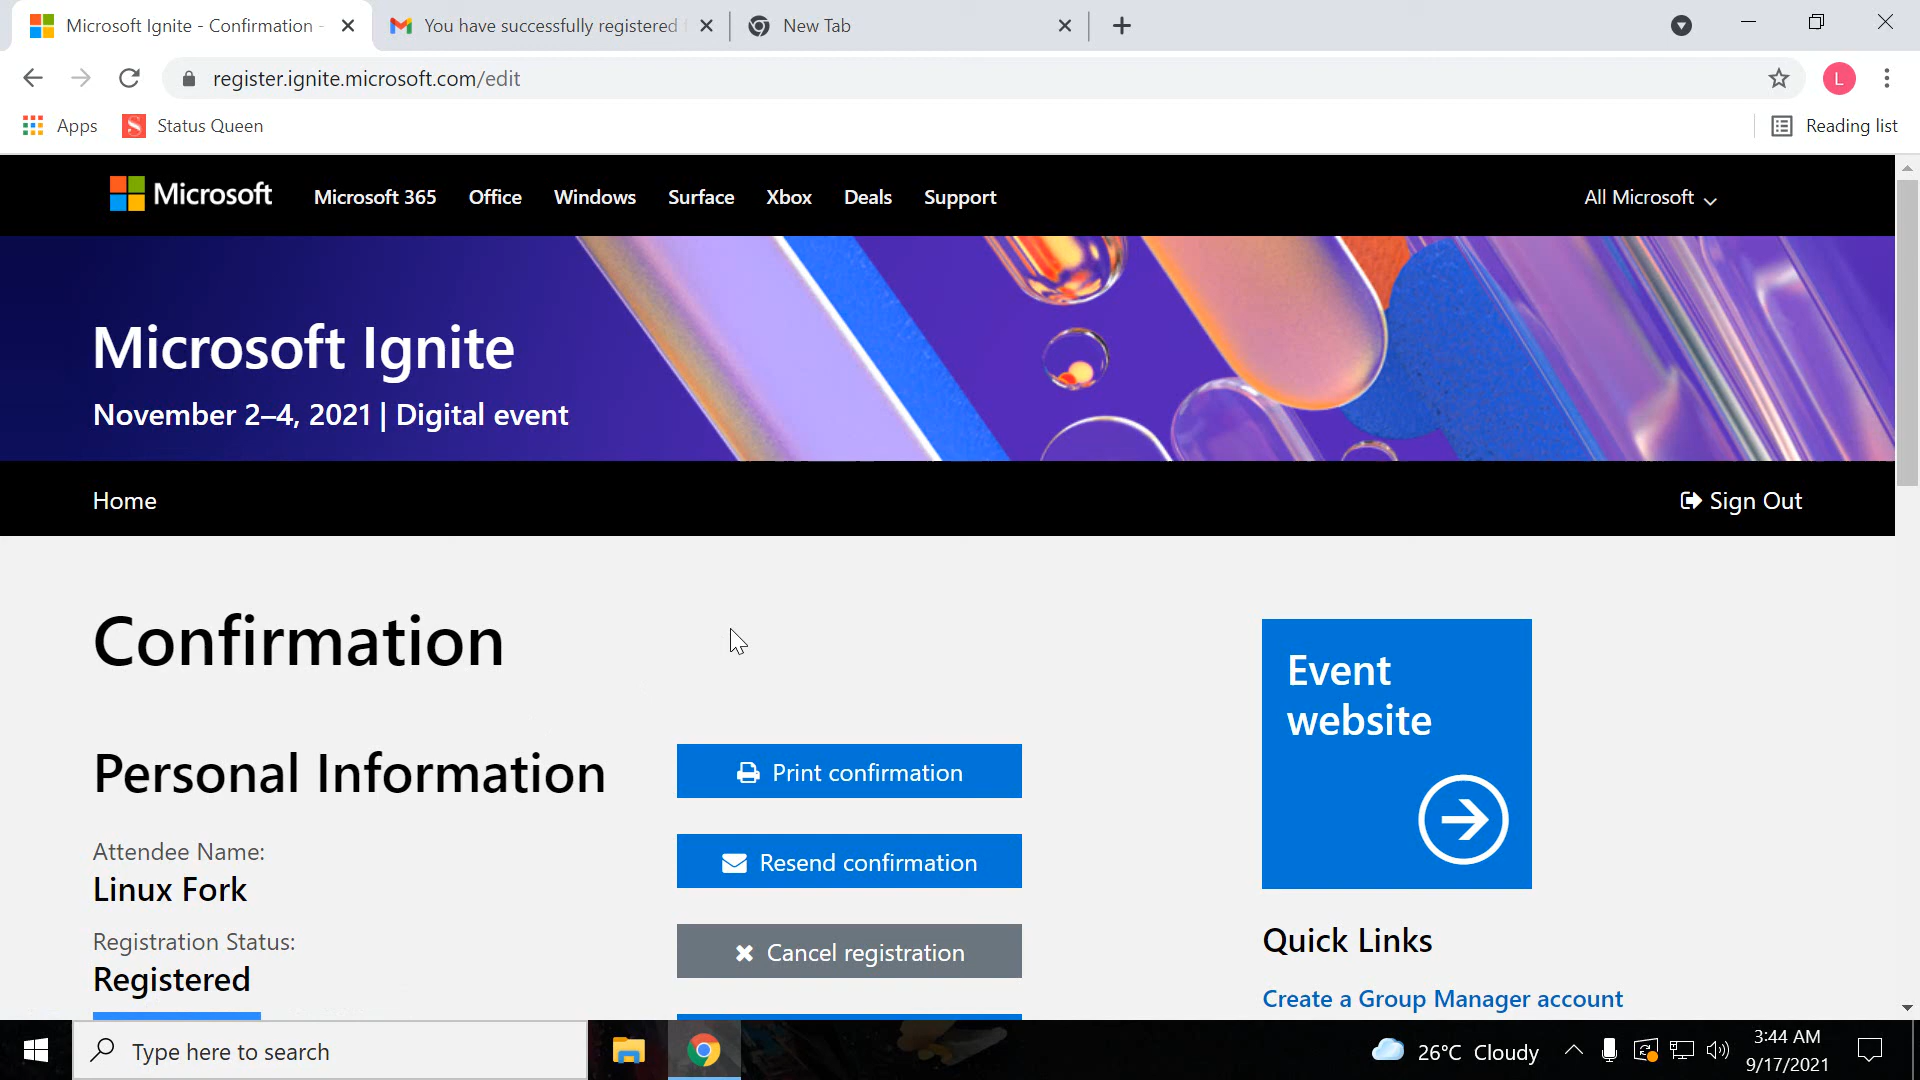 Microsoft Ignite - Confirmation -
You have successfully registered
New Tab
register.ignite.microsoft.com/edit
L
Apps
S
Status Queen
Reading list
Microsoft
Microsoft 365
Office
Windows
Surface
Xbox
Deals
Support
All Microsoft
Microsoft Ignite
November 2–4, 2021 | Digital event
Home
Sign Out
Confirmation
Event
website
Personal Information
Print confirmation
Attendee Name:
Linux Fork
Resend confirmation
Registration Status:
Registered
Cancel registration
Quick Links
Create a Group Manager account
Type here to search
26°C Cloudy
3:44 AM
9/17/2021